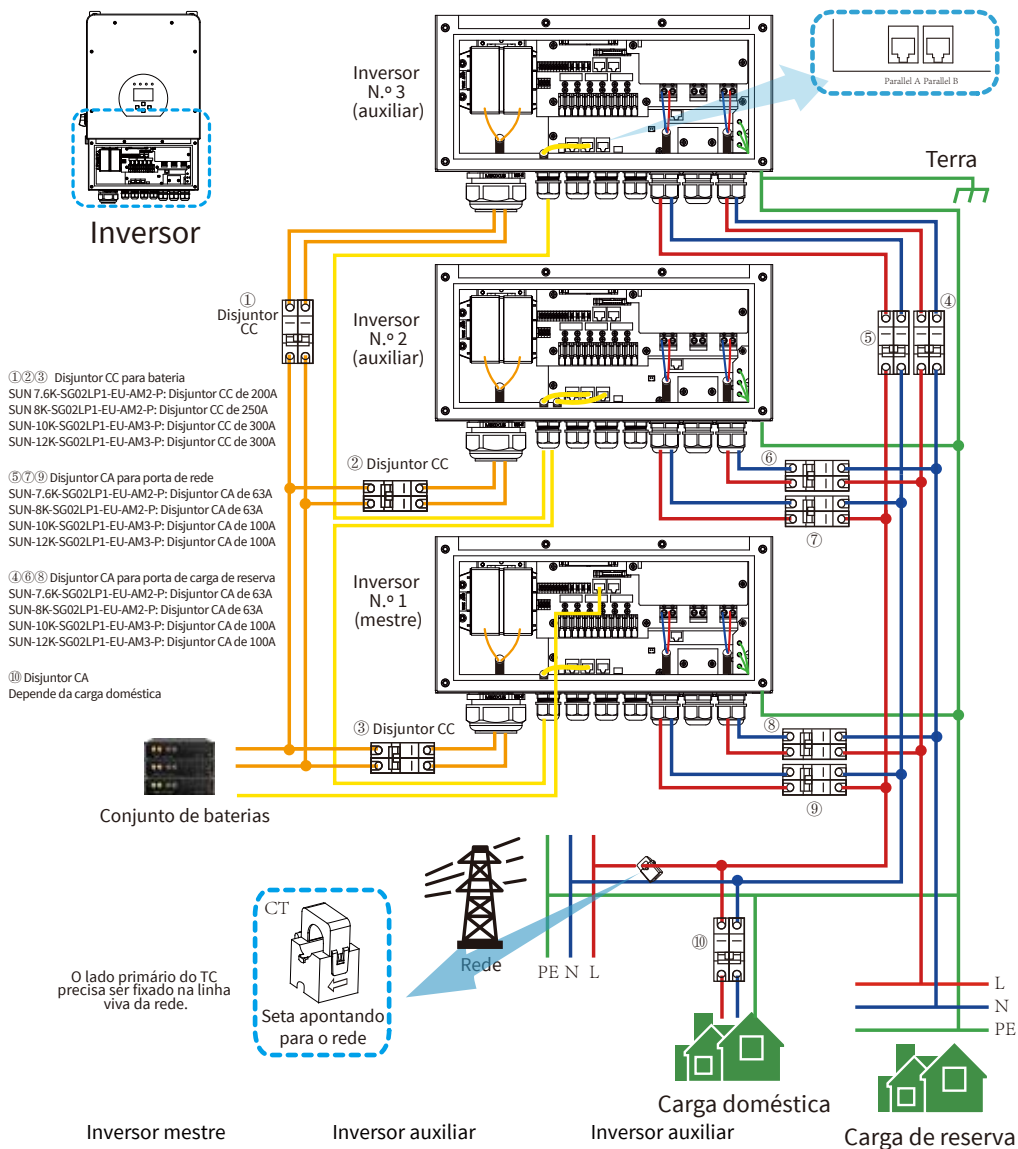 Inversor
Inversor
N.º 3
(auxiliar)
Parallel A Parallel B
Terra
①
Disjuntor
CC
Inversor
N.º 2
(auxiliar)
④
⑤
①②③ Disjuntor CC para bateria
SUN 7.6K-SG02LP1-EU-AM2-P: Disjuntor CC de 200A
SUN 8K-SG02LP1-EU-AM2-P: Disjuntor CC de 250A
SUN-10K-SG02LP1-EU-AM3-P: Disjuntor CC de 300A
SUN-12K-SG02LP1-EU-AM3-P: Disjuntor CC de 300A
② Disjuntor CC
⑥
⑦
⑤⑦⑨ Disjuntor CA para porta de rede
SUN-7.6K-SG02LP1-EU-AM2-P: Disjuntor CA de 63A
SUN-8K-SG02LP1-EU-AM2-P: Disjuntor CA de 63A
SUN-10K-SG02LP1-EU-AM3-P: Disjuntor CA de 100A
SUN-12K-SG02LP1-EU-AM3-P: Disjuntor CA de 100A
Inversor
N.º 1
(mestre)
④⑥⑧ Disjuntor CA para porta de carga de reserva
SUN-7.6K-SG02LP1-EU-AM2-P: Disjuntor CA de 63A
SUN-8K-SG02LP1-EU-AM2-P: Disjuntor CA de 63A
SUN-10K-SG02LP1-EU-AM3-P: Disjuntor CA de 100A
SUN-12K-SG02LP1-EU-AM3-P: Disjuntor CA de 100A
⑩ Disjuntor CA
Depende da carga doméstica
③ Disjuntor CC
⑧
⑨
Conjunto de baterias
CT
O lado primário do TC
precisa ser fixado na linha
viva da rede.
Seta apontando
para o rede
Rede
PE N L
⑩
L
N
PE
Carga doméstica
Carga de reserva
Inversor mestre
Inversor auxiliar
Inversor auxiliar